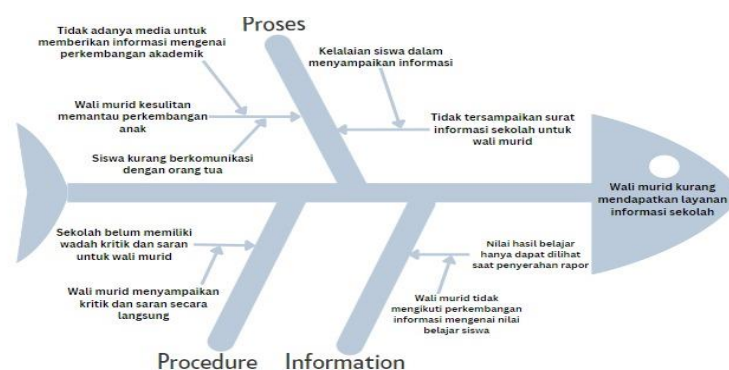 Proses
Tidak adanya media untuk
memberikan informasi mengenai
perkembangan akademik
Kelalaian siswa dalam
menyampaikan informasi
Wali murid kesulitan
memantau perkembangan
anak
Tidak tersampaikan surat
informasi sekolah untuk
wali murid
Siswa kurang berkomunikasi
dengan orang tua
Wali murid kurang
mendapatkan layanan
informasi sekolah
Sekolah belum memiliki
wadah kritik dan saran
untuk wali murid
Nilai hasil belajar
hanya dapat dilihat
saat penyerahan rapor
Wali murid menyampaikan
kritik dan saran secara
langsung
Wali murid tidak
mengikuti perkembangan
informasi mengenai nilai
belajar siswa
Procedure
Information